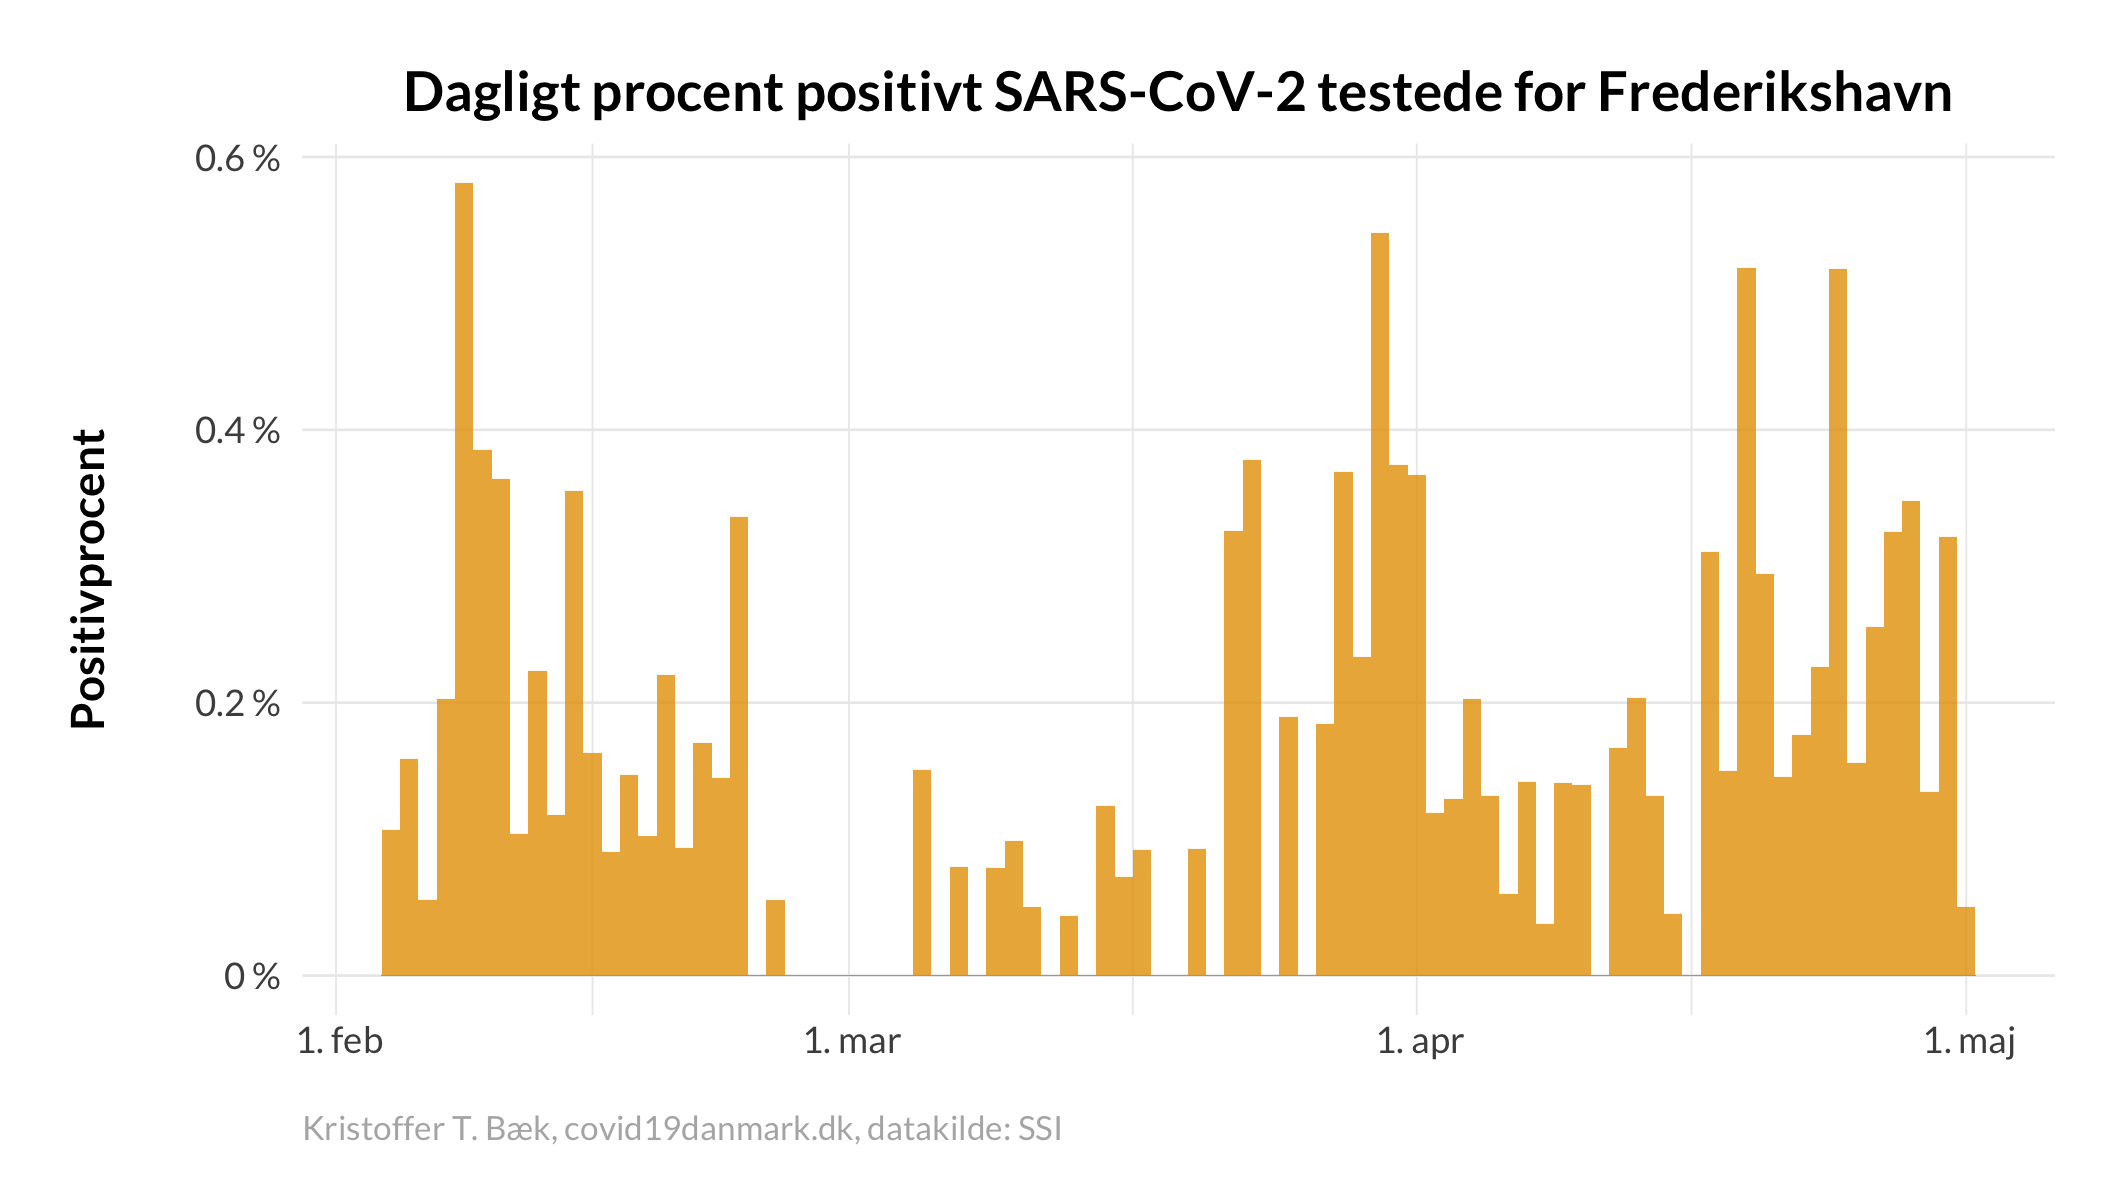 Dagligt procent positivt SARS-CoV-2 testede for Frederikshavn
Positivprocent
0.6 %
0.4 %
0.2 %
0 %
1. feb
1. mar
1. apr
1. maj
Kristoffer T. Bæk, covid19danmark.dk, datakilde: SSI